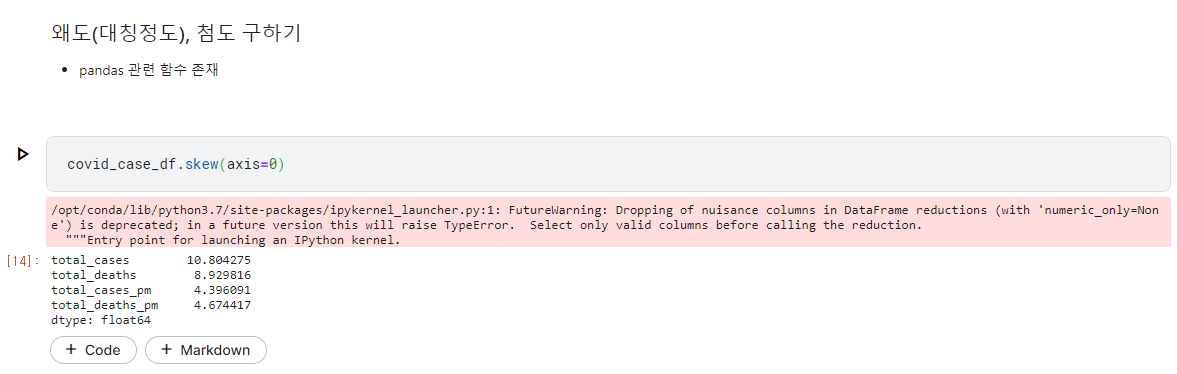 왜도(대칭정도), 첨도 구하기
• pandas 관련 함수 존재
covid_case_df.skew(axis=0)
/opt/conda/lib/python3.7/site-packages/ipykernel_launcher.py:1: FutureWarning: Dropping of nuisance columns in DataFrame reductions (with 'numeric_only=Non
e') is deprecated; in a future version this will raise TypeError.  Select only valid columns before calling the reduction.
  """Entry point for launching an IPython kernel.
[14]: total_cases        10.804275
total_deaths        8.929816
total_cases_pm      4.396091
total_deaths_pm     4.674417
dtype: float64
+ Code + Markdown